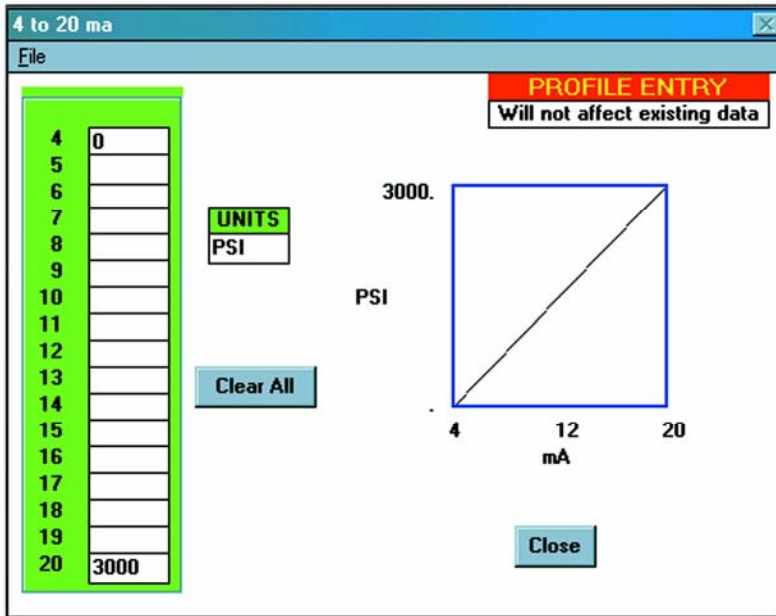 4 to 20 ma
File
PROFILE ENTRY
Will not affect existing data
4 0
5
6
7
8
9
10
11
12
13
14
15
16
17
18
19
20 3000
UNITS
PSI
Clear All
3000.
PSI
.
4 12 20
mA
Close